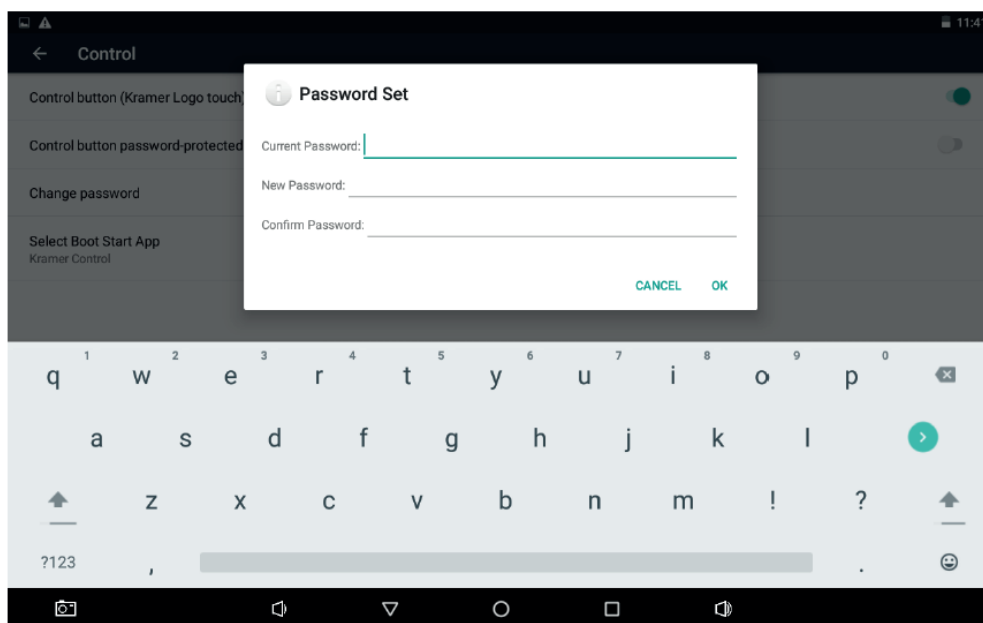 11:41
Control
Control button (Kramer Logo touch)
Control button password-protected
Change password
Select Boot Start App
Kramer Control
Password Set
Current Password:
New Password:
Confirm Password:
CANCEL OK
1 2 3 4 5 6 7 8 9 0
q w e r t y u i o p
a s d f g h j k l
z x c v b n m ! ?
?123 , .